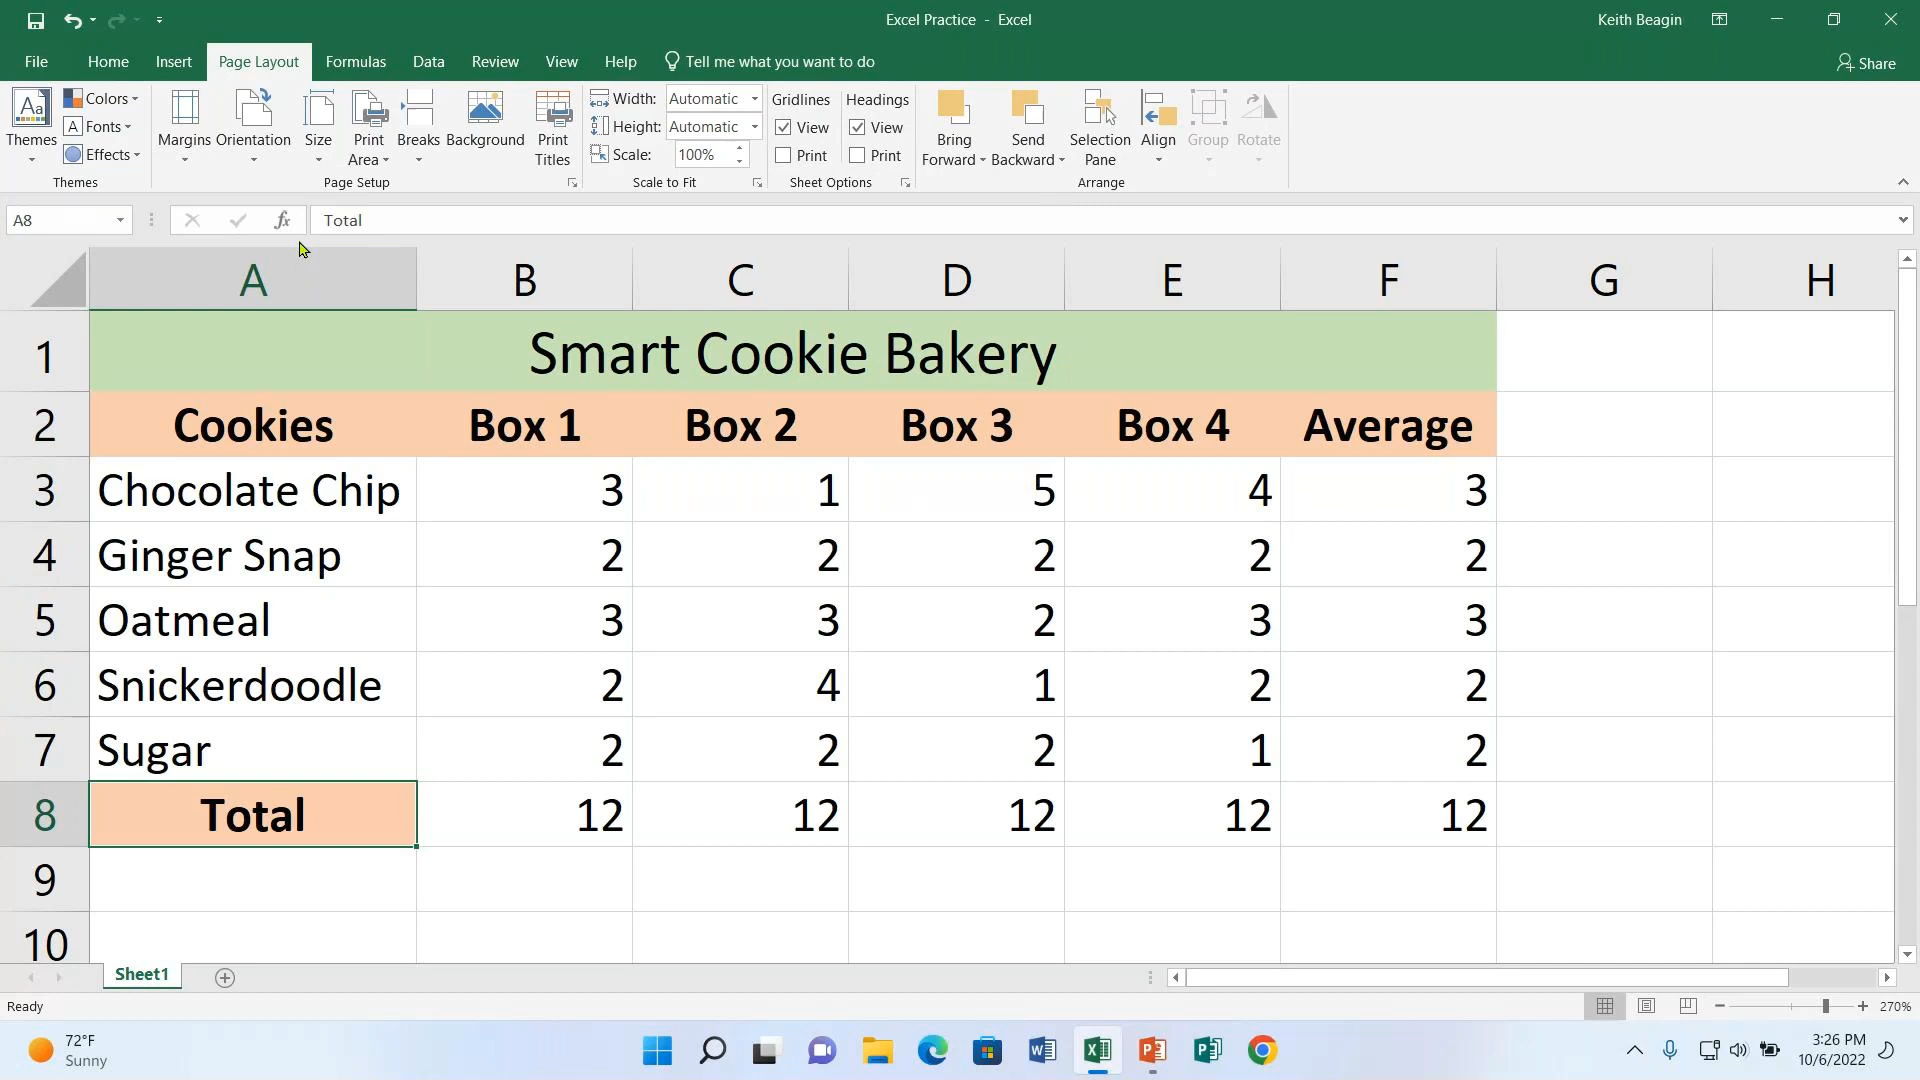 Excel Practice - Excel
Keith Beagin
File Home Insert Page Layout Formulas Data Review View Help Tell me what you want to do Share
Aa
Themes
Colors
A Fonts
Effects
Themes
Margins
Orientation
Size
Print Area
Breaks
Background
Print Titles
Page Setup
Width: Automatic
Height: Automatic
Scale: 100%
Scale to Fit
Gridlines
View
Print
Headings
View
Print
Sheet Options
Bring Forward
Send Backward
Selection Pane
Align
Group
Rotate
Arrange
A8 fx Total
A B C D E F G H
1 Smart Cookie Bakery
2 Cookies Box 1 Box 2 Box 3 Box 4 Average
3 Chocolate Chip 3 1 5 4 3
4 Ginger Snap 2 2 2 2 2
5 Oatmeal 3 3 2 3 3
6 Snickerdoodle 2 4 1 2 2
7 Sugar 2 2 2 1 2
8 Total 12 12 12 12 12
9
10
Sheet1
Ready
270%
72°F
Sunny
3:26 PM
10/6/2022